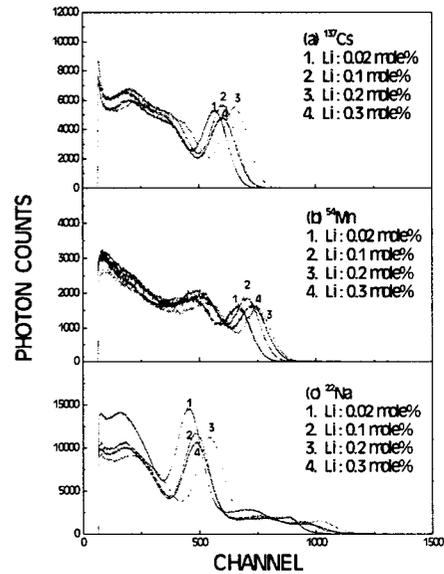 PHOTON COUNTS
12000
10000
8000
6000
4000
2000
0
(a) ¹³⁷Cs
1. Li : 0.02 mole%
2. Li : 0.1 mole%
3. Li : 0.2 mole%
4. Li : 0.3 mole%
1
2
3
4
4000
3000
2000
1000
0
(b) ⁵⁴Mn
1. Li : 0.02 mole%
2. Li : 0.1 mole%
3. Li : 0.2 mole%
4. Li : 0.3 mole%
1
2
4
3
15000
10000
5000
0
(c) ²²Na
1. Li : 0.02 mole%
2. Li : 0.1 mole%
3. Li : 0.2 mole%
4. Li : 0.3 mole%
1
2
3
4
0 500 1000 1500
CHANNEL